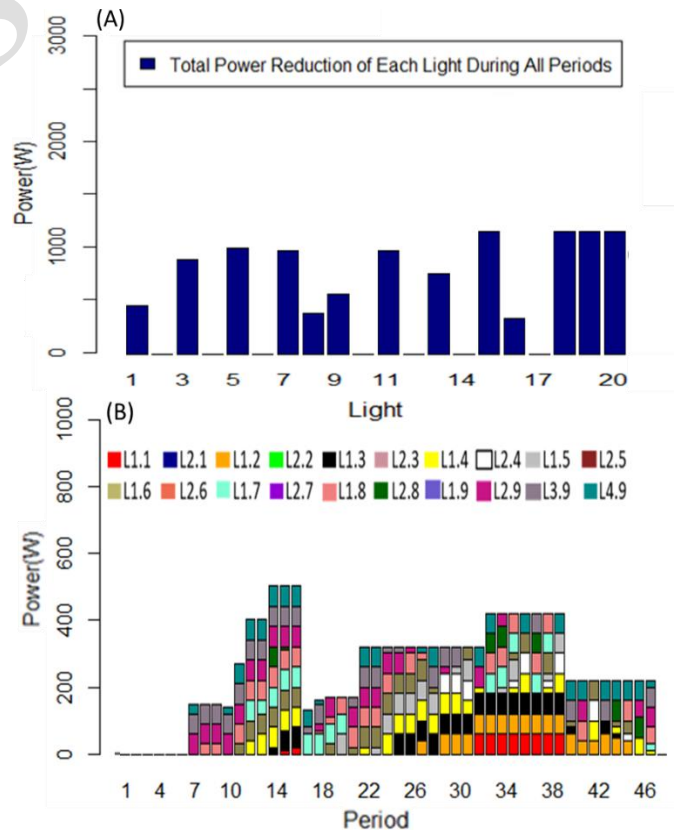 (A)
3000
2000
1000
0
Power(W)
Total Power Reduction of Each Light During All Periods
1 3 5 7 9 11 14 17 20
Light
(B)
1000
800
600
400
200
0
Power(W)
L1.1 L2.1 L1.2 L2.2 L1.3 L2.3 L1.4 L2.4 L1.5 L2.5
L1.6 L2.6 L1.7 L2.7 L1.8 L2.8 L1.9 L2.9 L3.9 L4.9
1 4 7 10 14 18 22 26 30 34 38 42 46
Period